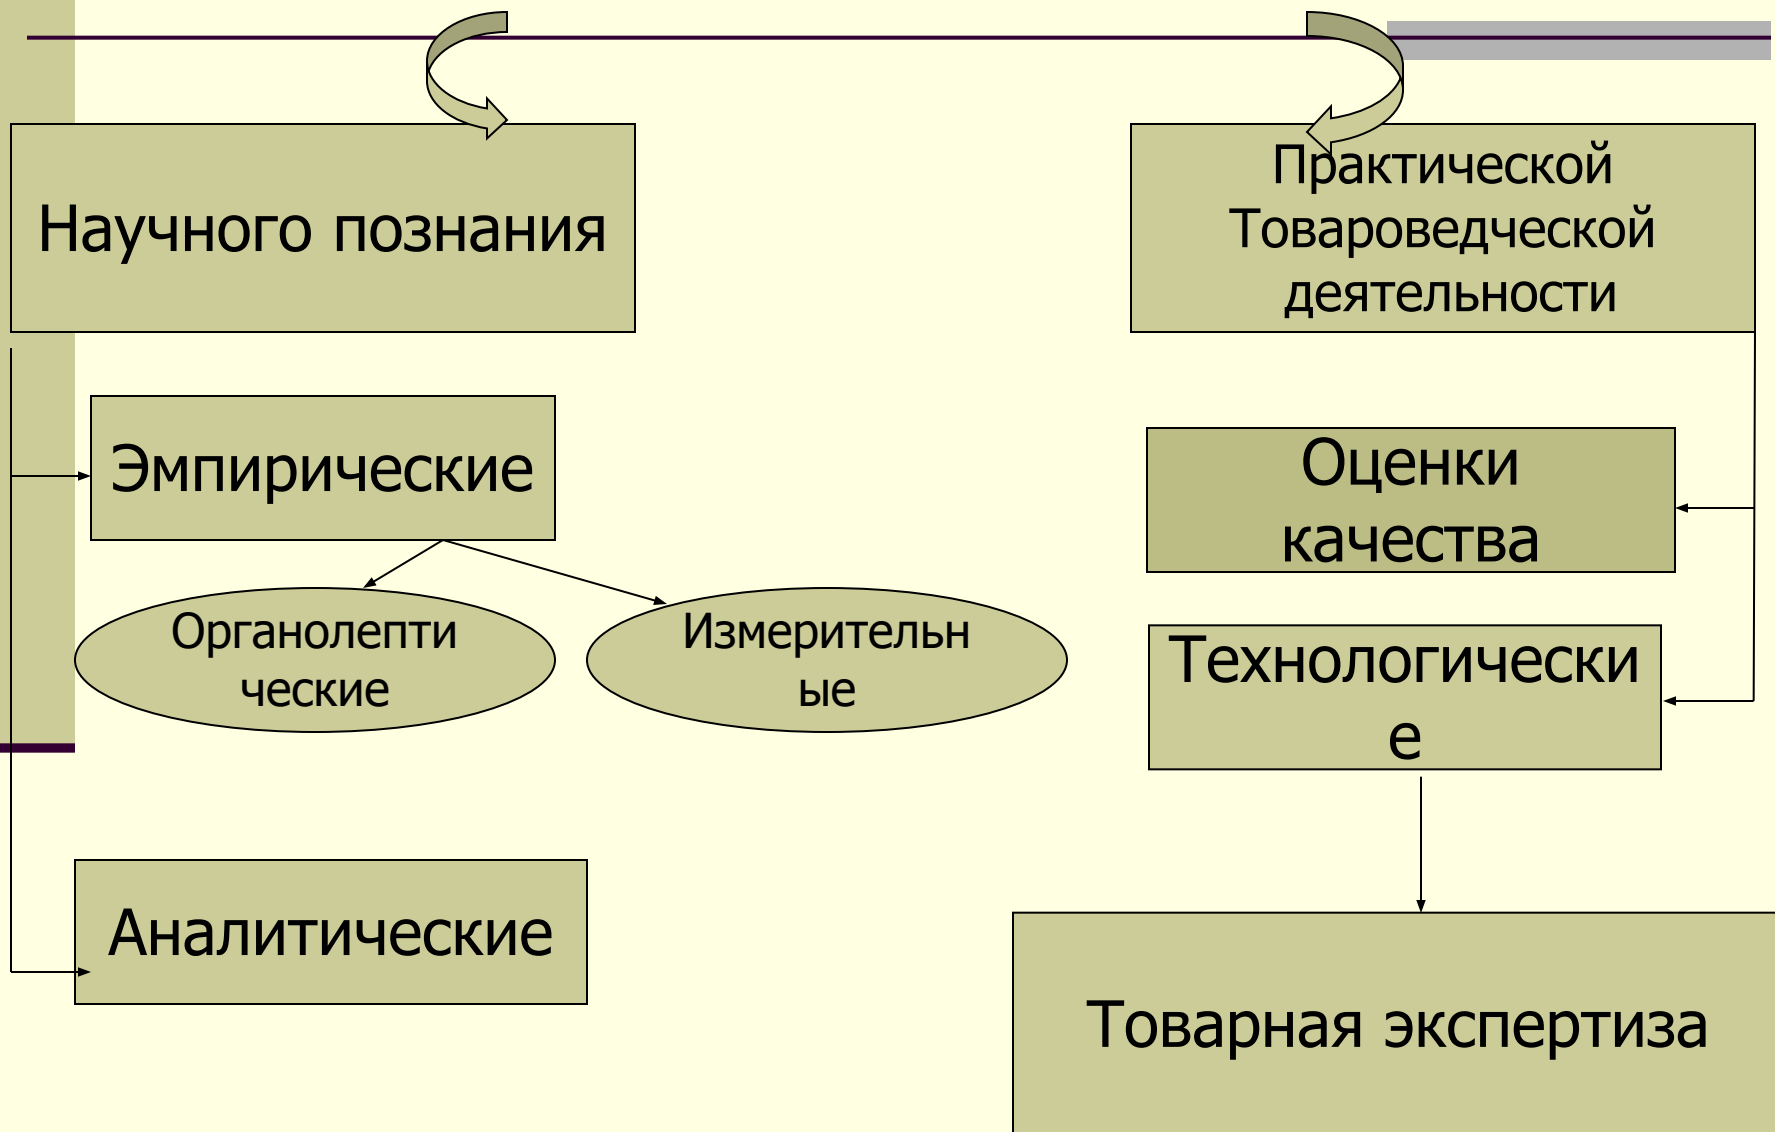 Научного познания
Практической
Товароведческой
деятельности
Эмпирические
Оценки
качества
Органолепти
ческие
Измерительн
ые
Технологически
е
Аналитические
Товарная экспертиза